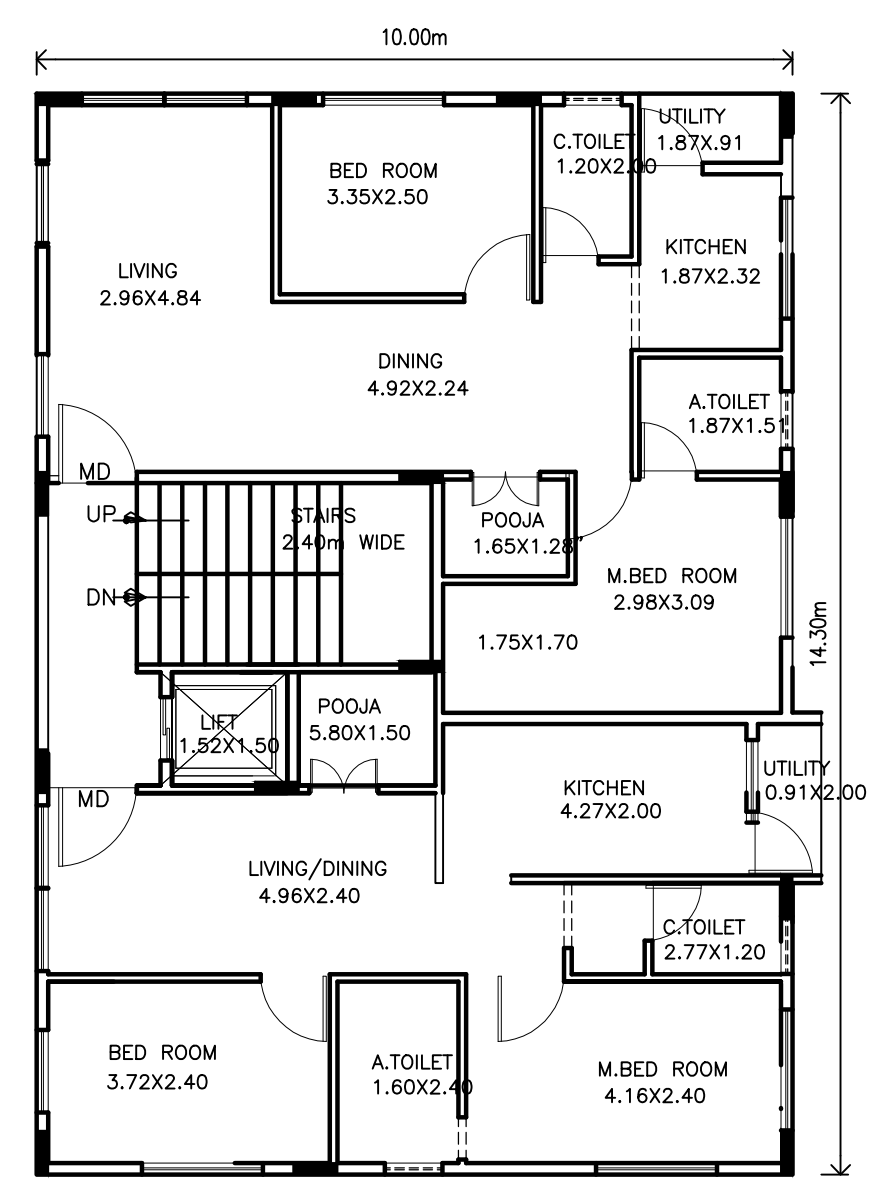 10.00m
UTILITY
1.87X.91
C.TOILET
1.20X2.00
BED ROOM
3.35X2.50
KITCHEN
1.87X2.32
LIVING
2.96X4.84
DINING
4.92X2.24
A.TOILET
1.87X1.51
MD
UP
STAIRS
2.40m WIDE
POOJA
1.65X1.28"
M.BED ROOM
2.98X3.09
DN
1.75X1.70
14.30m
POOJA
5.80X1.50
LIFT
1.52X1.50
KITCHEN
4.27X2.00
UTILITY
0.91X2.00
MD
LIVING/DINING
4.96X2.40
C.TOILET
2.77X1.20
BED ROOM
3.72X2.40
A.TOILET
1.60X2.40
M.BED ROOM
4.16X2.40